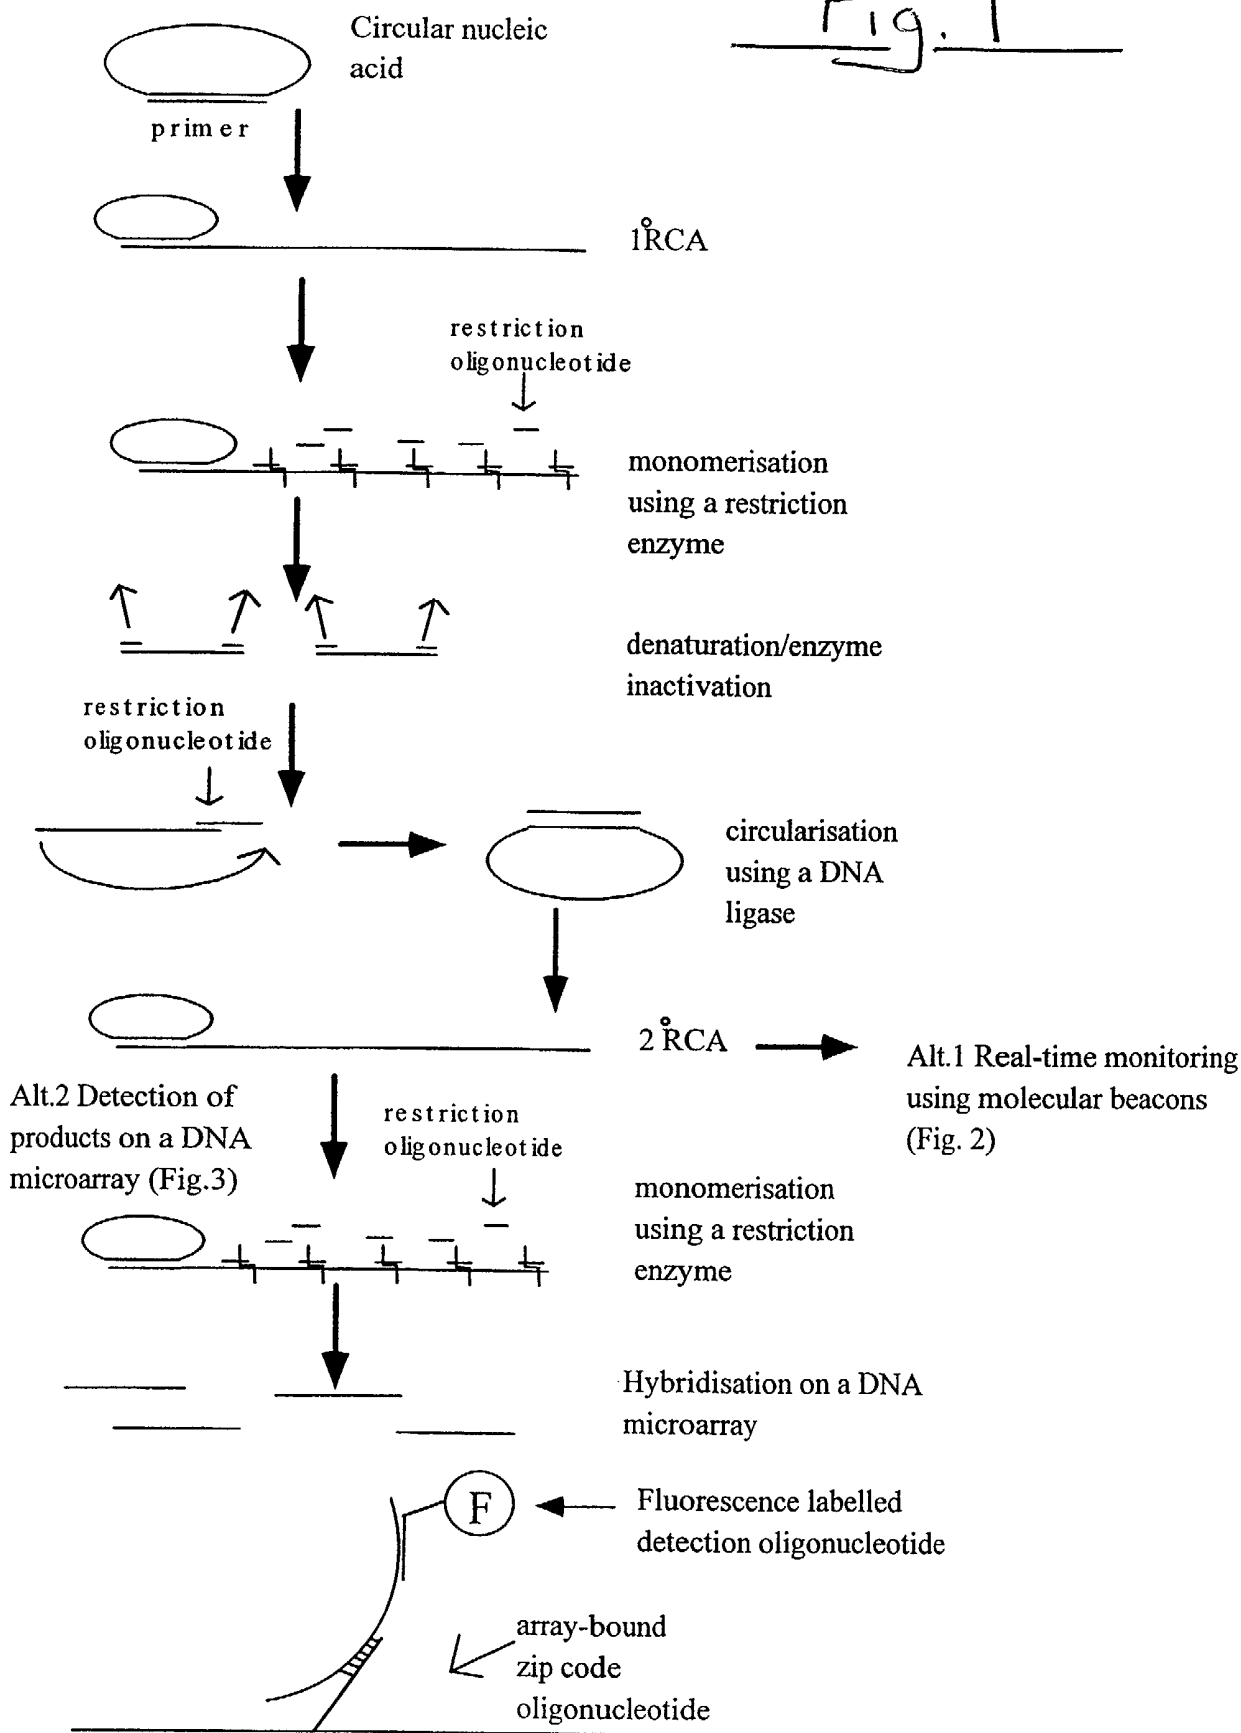 Fig. 1
Circular nucleic
acid
primer
1°RCA
restriction
oligonucleotide
monomerisation
using a restriction
enzyme
denaturation/enzyme
inactivation
restriction
oligonucleotide
circularisation
using a DNA
ligase
2°RCA
Alt.1 Real-time monitoring
using molecular beacons
(Fig. 2)
Alt.2 Detection of
products on a DNA
microarray (Fig.3)
restriction
oligonucleotide
monomerisation
using a restriction
enzyme
Hybridisation on a DNA
microarray
F
Fluorescence labelled
detection oligonucleotide
array-bound
zip code
oligonucleotide